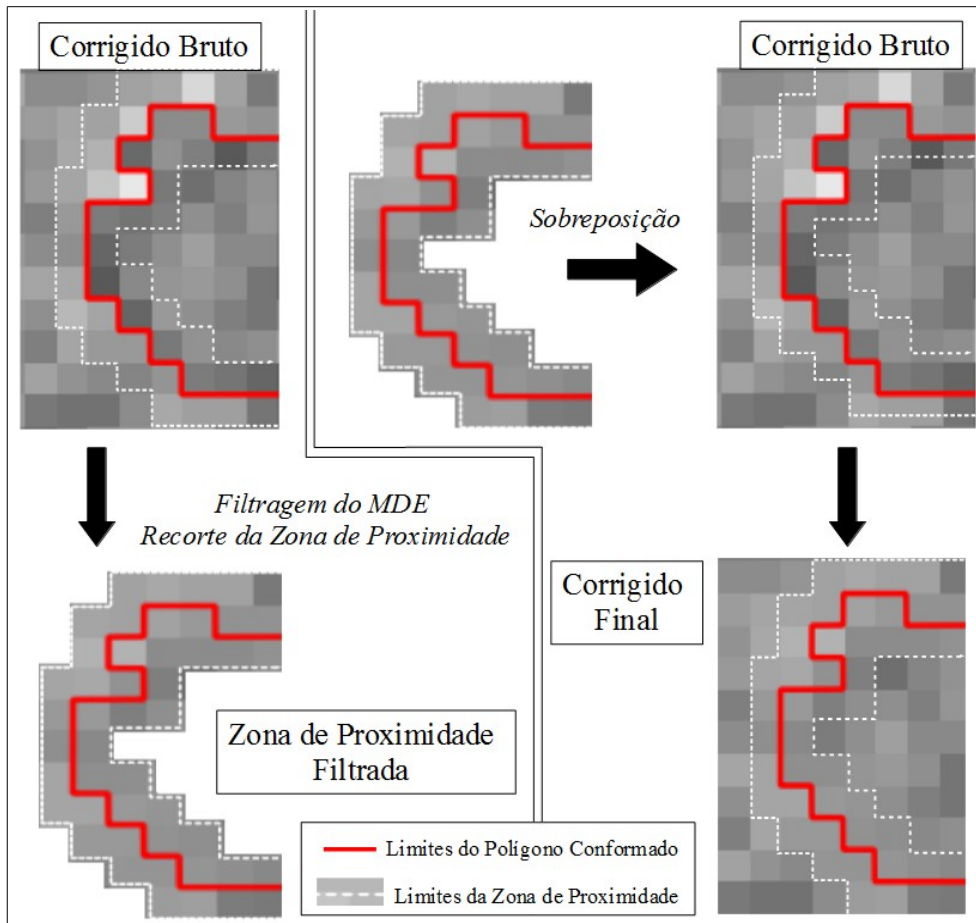 Corrigido Bruto
Corrigido Bruto
Sobreposição
Filtragem do MDE
Recorte da Zona de Proximidade
Corrigido
Final
Zona de Proximidade
Filtrada
Limites do Polígono Conformado
Limites da Zona de Proximidade